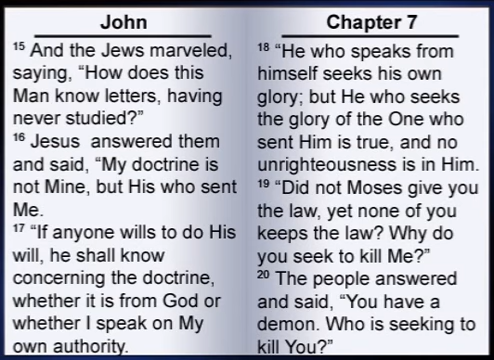 John
15 And the Jews marveled,
saying, “How does this
Man know letters, having
never studied?”
16 Jesus answered them
and said, “My doctrine is
not Mine, but His who sent
Me.
17 “If anyone wills to do His
will, he shall know
concerning the doctrine,
whether it is from God or
whether I speak on My
own authority.
Chapter 7
18 “He who speaks from
himself seeks his own
glory; but He who seeks
the glory of the One who
sent Him is true, and no
unrighteousness is in Him.
19 “Did not Moses give you
the law, yet none of you
keeps the law? Why do
you seek to kill Me?”
20 The people answered
and said, “You have a
demon. Who is seeking to
kill You?”